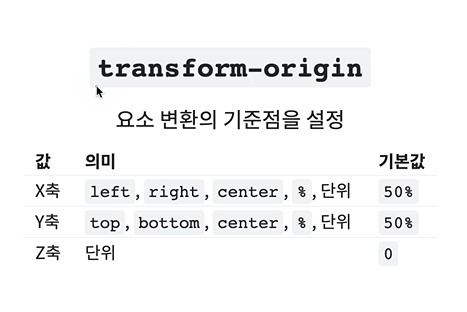 transform-origin
요소 변환의 기준점을 설정
값 의미 기본값
X축 left, right, center, %, 단위 50%
Y축 top, bottom, center, %, 단위 50%
Z축 단위 0